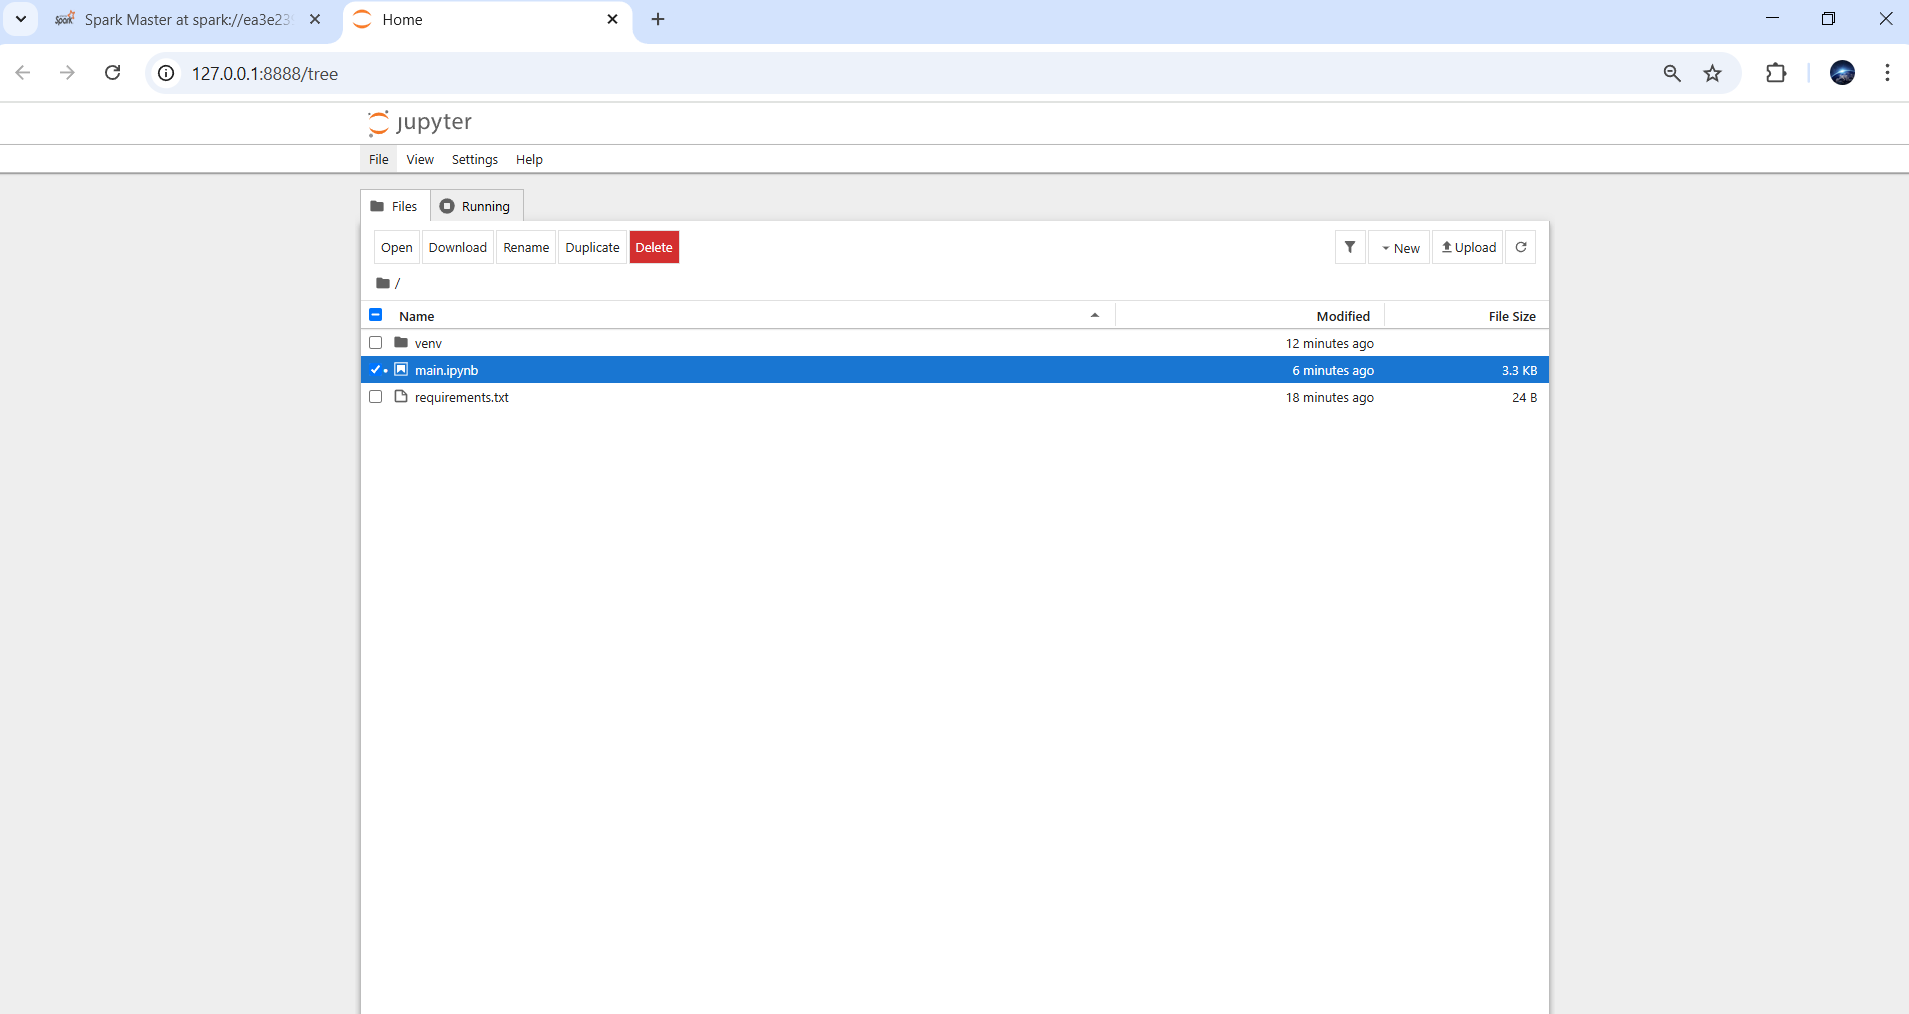 Spark Master at spark://ea3e23
Home
127.0.0.1:8888/tree
jupyter
File View Settings Help
Files Running
Open Download Rename Duplicate Delete New Upload
/
Name Modified File Size
venv 12 minutes ago
main.ipynb 6 minutes ago 3.3 KB
requirements.txt 18 minutes ago 24 B